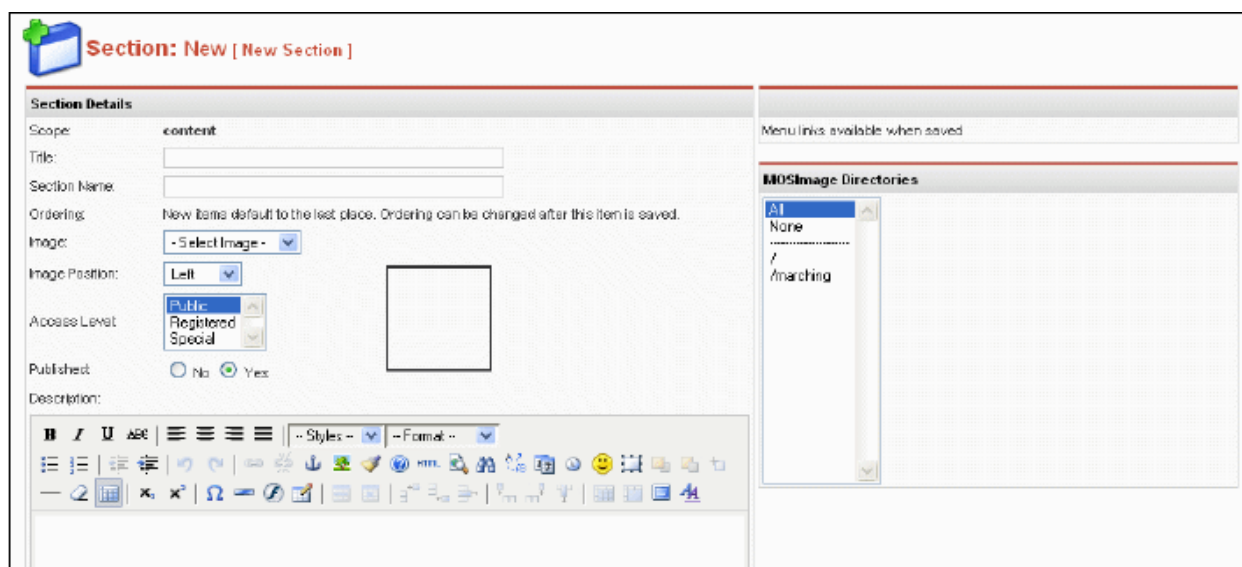 Section: New [ New Section ]
Section Details
Scope: content
Title:
Section Name:
Ordering: New items default to the last place. Ordering can be changed after this item is saved.
Image: - Select Image -
Image Position: Left
Access Level: Public
Registered
Special
Published: No Yes
Description:
B I U ABC -- Styles -- -- Format --
HTML
Menu links available when saved
MOSImage Directories
All
None
----------------------
/
/marching